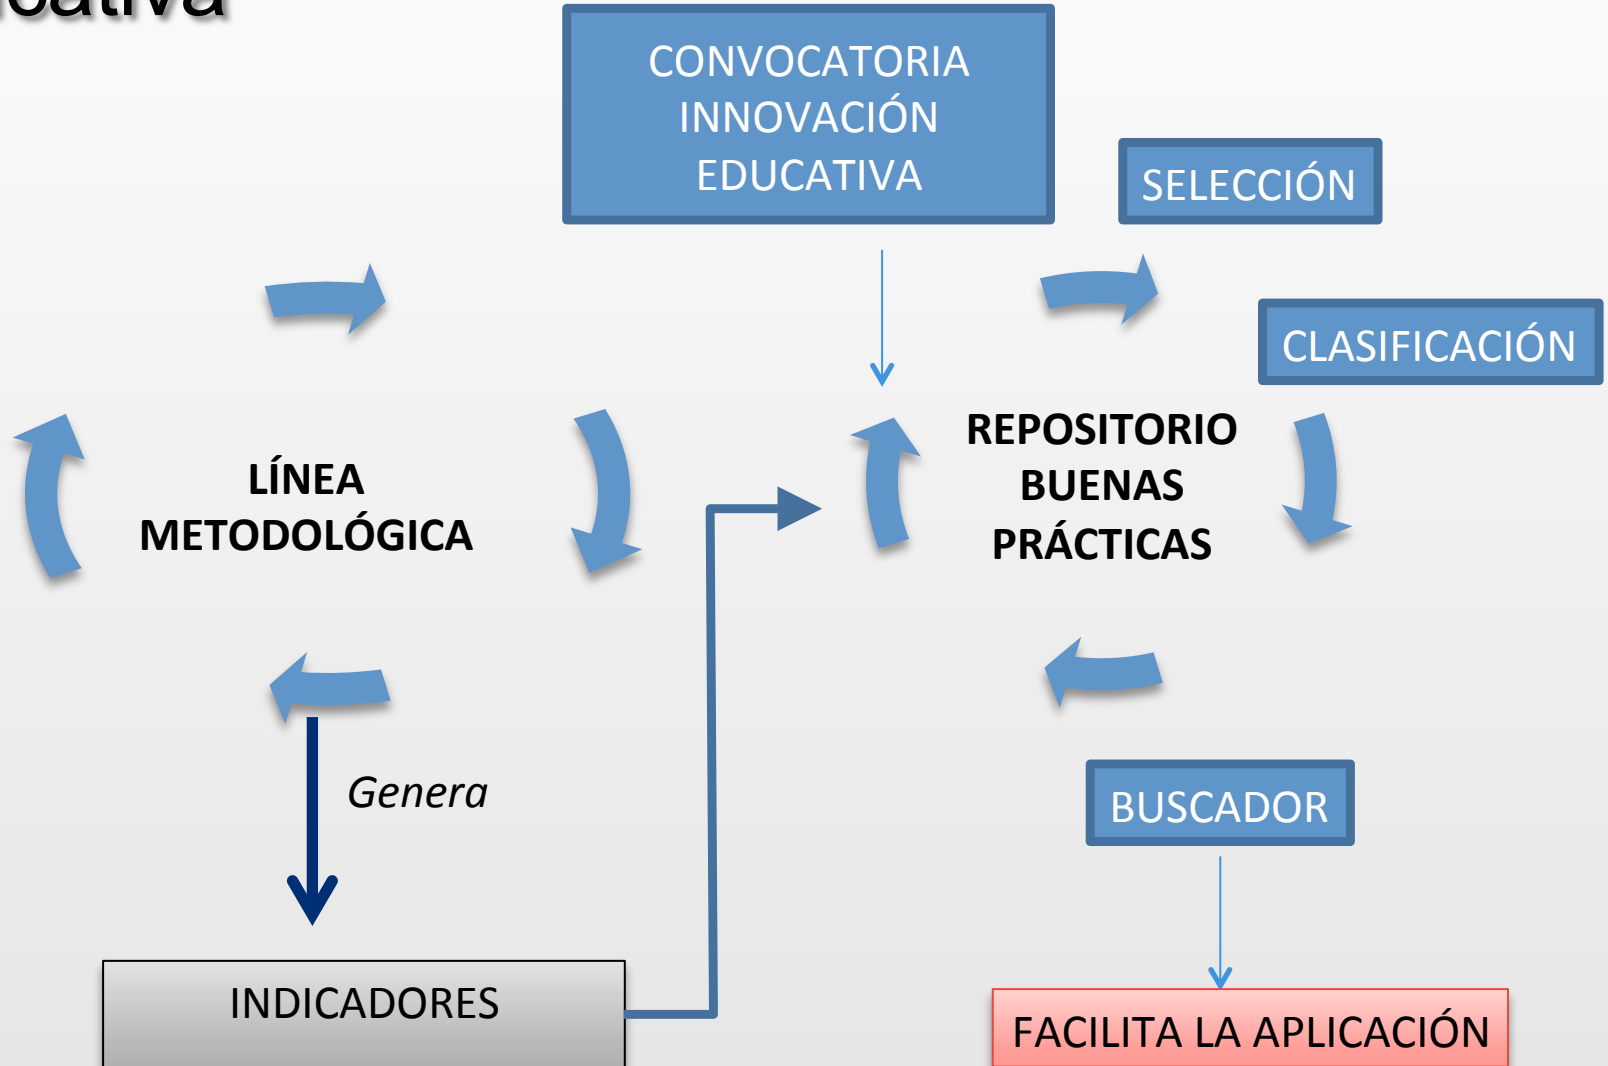 CONVOCATORIA
INNOVACIÓN
EDUCATIVA
SELECCIÓN
CLASIFICACIÓN
LÍNEA
METODOLÓGICA
REPOSITORIO
BUENAS
PRÁCTICAS
Genera
BUSCADOR
INDICADORES
FACILITA LA APLICACIÓN